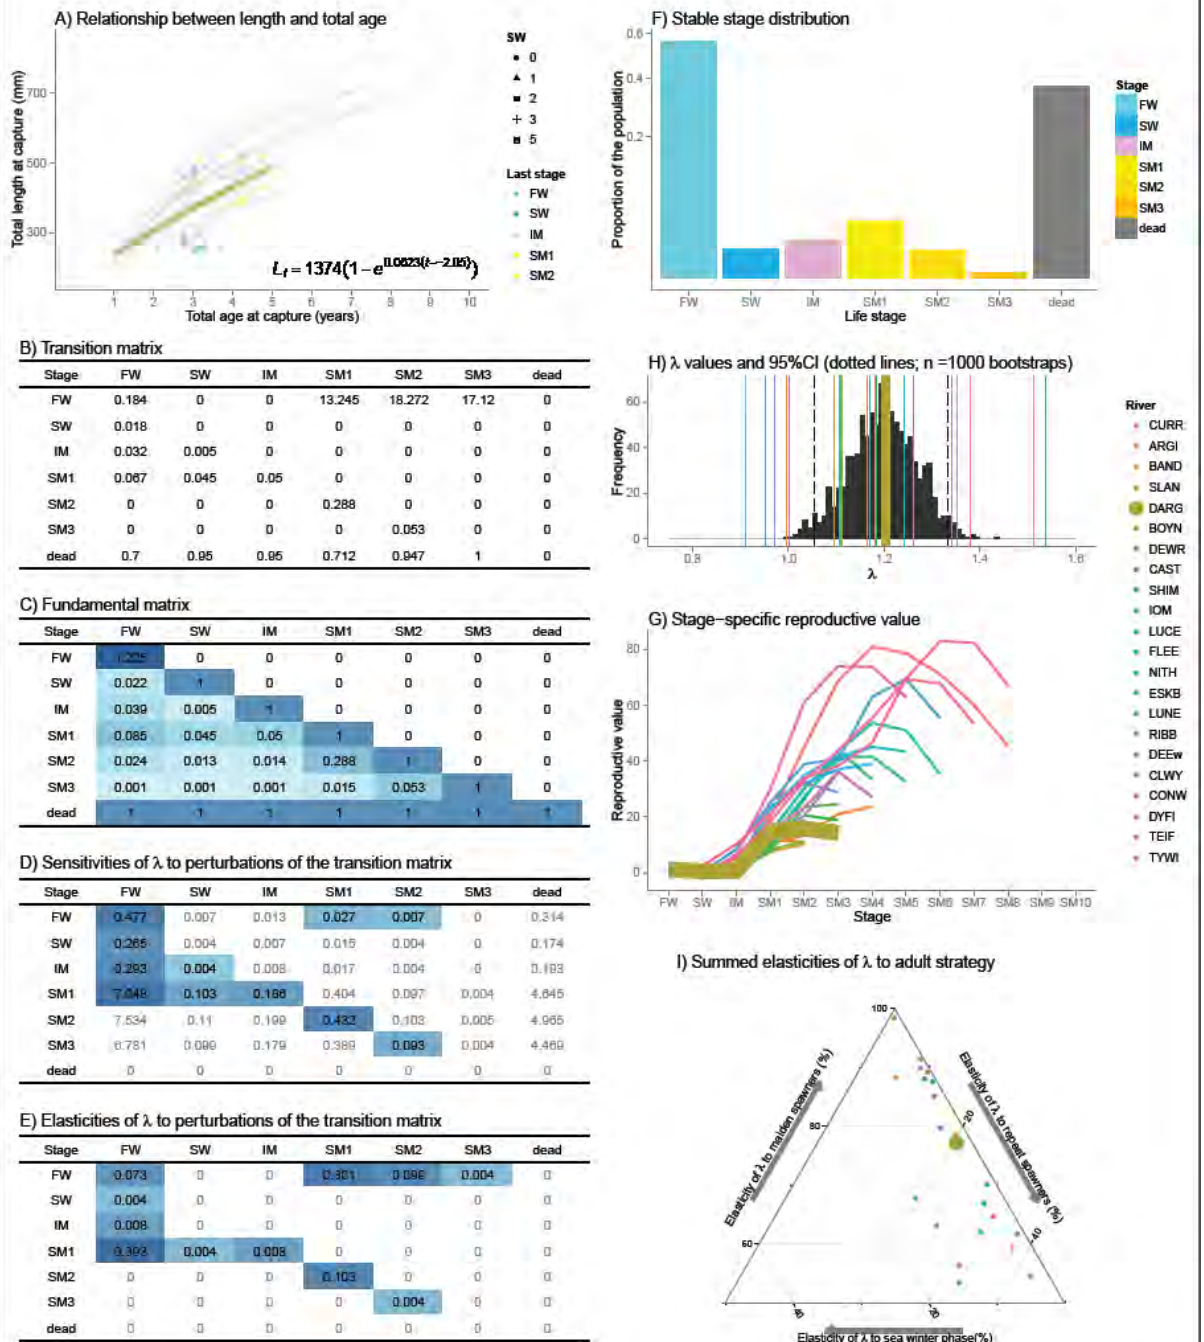 A) Relationship between length and total age
Total length at capture (mm)
700
500
300
1 2 3 4 5 6 7 8 9 10
Total age at capture (years)
SW
0
1
2
3
5
Last stage
FW
SW
IM
SM1
SM2
B) Transition matrix
Stage FW SW IM SM1 SM2 SM3 dead
FW 0.184 0 0 13.245 18.272 17.12 0
SW 0.018 0 0 0 0 0 0
IM 0.032 0.005 0 0 0 0 0
SM1 0.067 0.045 0.05 0 0 0 0
SM2 0 0 0 0.288 0 0 0
SM3 0 0 0 0 0.053 0 0
dead 0.7 0.95 0.95 0.712 0.947 1 0
C) Fundamental matrix
Stage FW SW IM SM1 SM2 SM3 dead
FW 1.225 0 0 0 0 0 0
SW 0.022 1 0 0 0 0 0
IM 0.039 0.005 1 0 0 0 0
SM1 0.085 0.045 0.05 1 0 0 0
SM2 0.024 0.013 0.014 0.288 1 0 0
SM3 0.001 0.001 0.001 0.015 0.053 1 0
dead 1 1 1 1 1 1 1
D) Sensitivities of λ to perturbations of the transition matrix
Stage FW SW IM SM1 SM2 SM3 dead
FW 0.477 0.007 0.013 0.027 0.007 0 0.314
SW 0.265 0.004 0.007 0.015 0.004 0 0.174
IM 0.293 0.004 0.008 0.017 0.004 0 0.193
SM1 7.048 0.103 0.186 0.404 0.097 0.004 4.645
SM2 7.534 0.11 0.199 0.432 0.103 0.005 4.965
SM3 6.781 0.099 0.179 0.389 0.093 0.004 4.469
dead 0 0 0 0 0 0 0
E) Elasticities of λ to perturbations of the transition matrix
Stage FW SW IM SM1 SM2 SM3 dead
FW 0.073 0 0 0.301 0.098 0.004 0
SW 0.004 0 0 0 0 0 0
IM 0.008 0 0 0 0 0 0
SM1 0.393 0.004 0.008 0 0 0 0
SM2 0 0 0 0.103 0 0 0
SM3 0 0 0 0 0.004 0 0
dead 0 0 0 0 0 0 0
F) Stable stage distribution
Proportion of the population
0.6
0.4
0.2
FW SW IM SM1 SM2 SM3 dead
Life stage
Stage
FW
SW
IM
SM1
SM2
SM3
dead
H) λ values and 95%CI (dotted lines; n =1000 bootstraps)
Frequency
60
40
20
0
0.8 1.0 1.2 1.4 1.6
λ
G) Stage−specific reproductive value
Reproductive value
80
60
40
20
0
FW SW IM SM1 SM2 SM3 SM4 SM5 SM6 SM7 SM8 SM9 SM10
Stage
River
CURR
ARGI
BAND
SLAN
DARG
BOYN
DEWR
CAST
SHIM
IOM
LUCE
FLEE
NITH
ESKB
LUNE
RIBB
DEEw
CLWY
CONW
DYFI
TEIF
TYWI
I) Summed elasticities of λ to adult strategy
100
80
60
20
40
40
20
Elasticity of λ to maiden spawners (%)
Elasticity of λ to repeat spawners (%)
Elasticity of λ to sea winter phase(%)